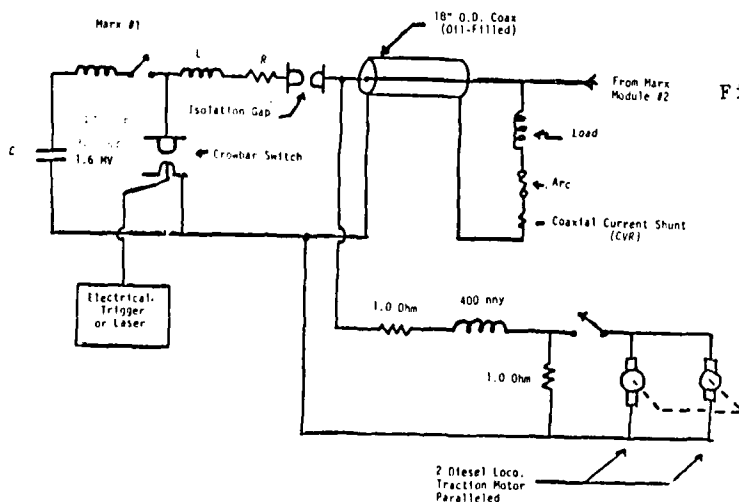 Marx #1
L
R
18" O.D. Coax
(Oil-Filled)
Isolation Gap
From Marx
Module #2
F
Load
C
1.6 MV
Crowbar Switch
Arc
Coaxial Current Shunt
(CVR)
Electrical
Trigger
or Laser
1.0 Ohm
400 nny
1.0 Ohm
2 Diesel Loco.
Traction Motor
Paralleled